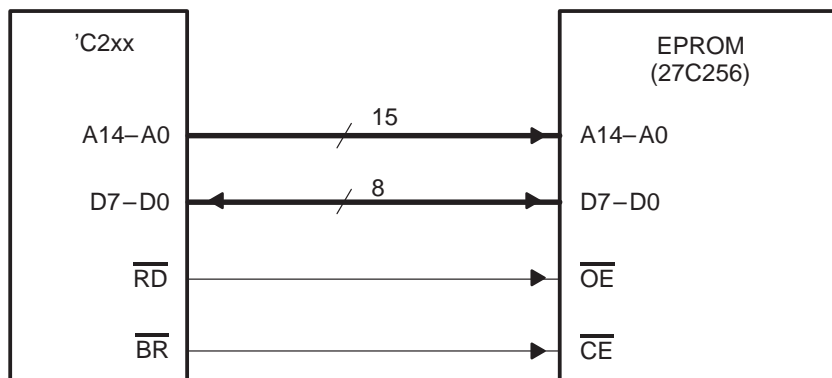 ’C2xx
EPROM
(27C256)
A14–A0
15
A14–A0
D7–D0
8
D7–D0
RD
OE
BR
CE